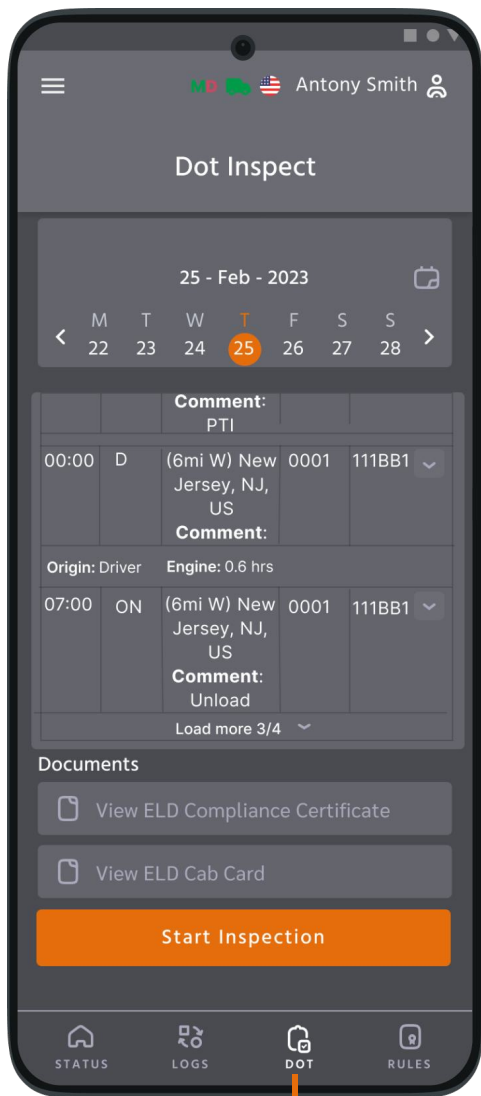 MD Antony Smith
Dot Inspect
25 - Feb - 2023
M T W T F S S
22 23 24 25 26 27 28
Comment:
PTI
00:00 D (6mi W) New 0001 111BB1
Jersey, NJ,
US
Comment:
Origin: Driver Engine: 0.6 hrs
07:00 ON (6mi W) New 0001 111BB1
Jersey, NJ,
US
Comment:
Unload
Load more 3/4
Documents
View ELD Compliance Certificate
View ELD Cab Card
Start Inspection
STATUS LOGS DOT RULES